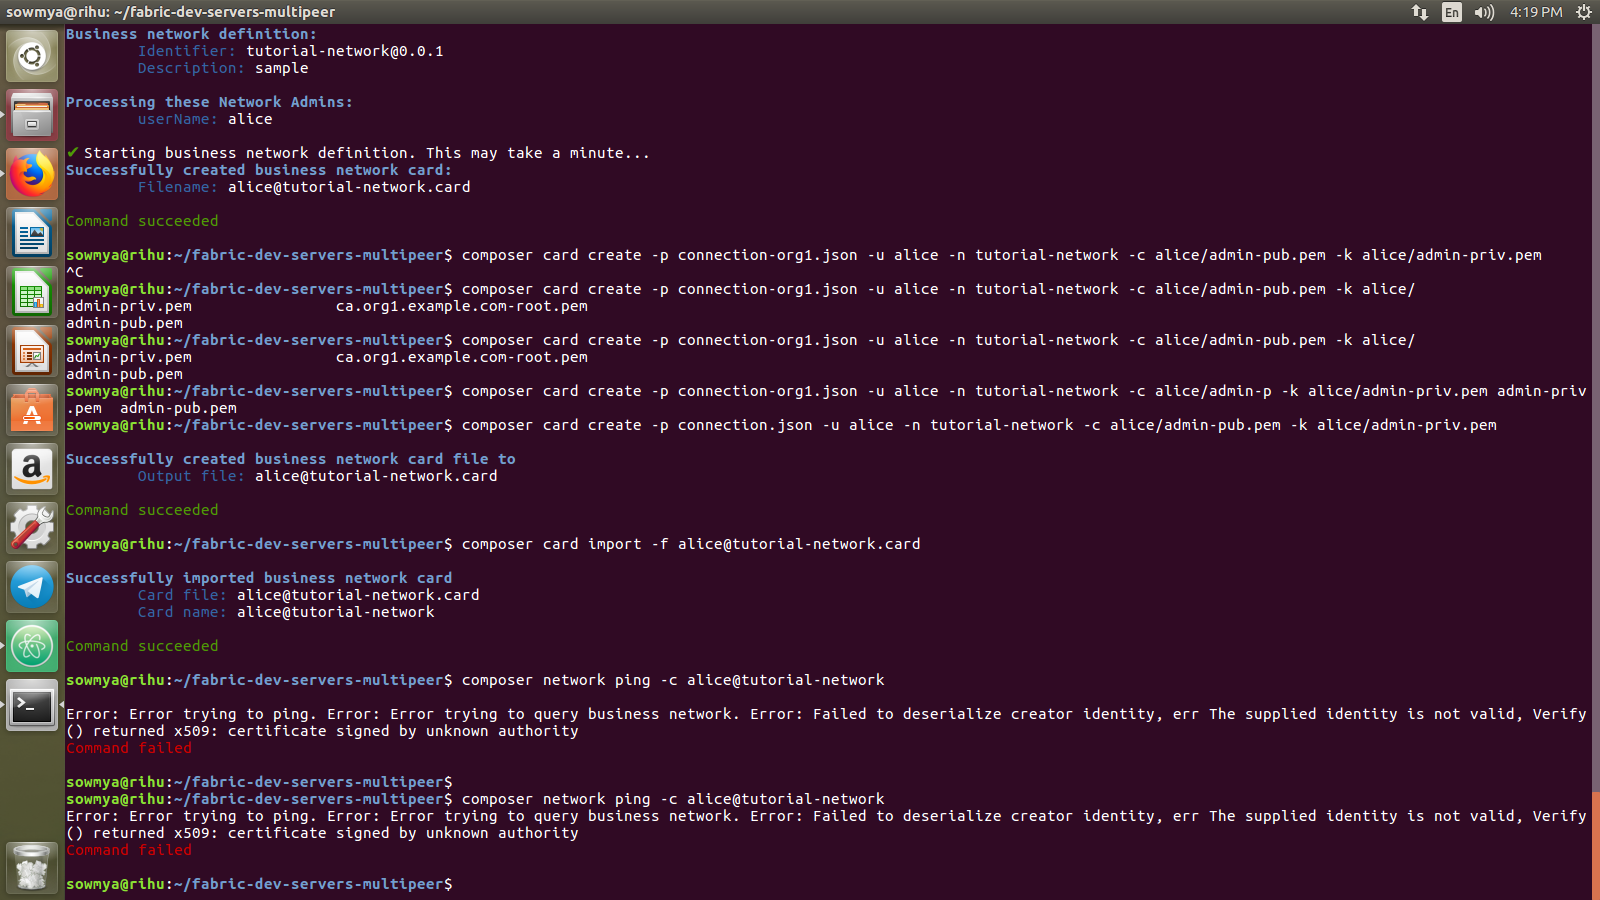 sowmya@rihu: ~/fabric-dev-servers-multipeer
En
4:19 PM
Business network definition:
Identifier: tutorial-network@0.0.1
Description: sample
Processing these Network Admins:
userName: alice
✔ Starting business network definition. This may take a minute...
Successfully created business network card:
Filename: alice@tutorial-network.card
Command succeeded
sowmya@rihu:~/fabric-dev-servers-multipeer$ composer card create -p connection-org1.json -u alice -n tutorial-network -c alice/admin-pub.pem -k alice/admin-priv.pem
^C
sowmya@rihu:~/fabric-dev-servers-multipeer$ composer card create -p connection-org1.json -u alice -n tutorial-network -c alice/admin-pub.pem -k alice/
admin-priv.pem ca.org1.example.com-root.pem
admin-pub.pem
sowmya@rihu:~/fabric-dev-servers-multipeer$ composer card create -p connection-org1.json -u alice -n tutorial-network -c alice/admin-pub.pem -k alice/
admin-priv.pem ca.org1.example.com-root.pem
admin-pub.pem
sowmya@rihu:~/fabric-dev-servers-multipeer$ composer card create -p connection-org1.json -u alice -n tutorial-network -c alice/admin-p -k alice/admin-priv.pem admin-priv
.pem admin-pub.pem
sowmya@rihu:~/fabric-dev-servers-multipeer$ composer card create -p connection.json -u alice -n tutorial-network -c alice/admin-pub.pem -k alice/admin-priv.pem
Successfully created business network card file to
Output file: alice@tutorial-network.card
Command succeeded
sowmya@rihu:~/fabric-dev-servers-multipeer$ composer card import -f alice@tutorial-network.card
Successfully imported business network card
Card file: alice@tutorial-network.card
Card name: alice@tutorial-network
Command succeeded
sowmya@rihu:~/fabric-dev-servers-multipeer$ composer network ping -c alice@tutorial-network
Error: Error trying to ping. Error: Error trying to query business network. Error: Failed to deserialize creator identity, err The supplied identity is not valid, Verify
() returned x509: certificate signed by unknown authority
Command failed
sowmya@rihu:~/fabric-dev-servers-multipeer$
sowmya@rihu:~/fabric-dev-servers-multipeer$ composer network ping -c alice@tutorial-network
Error: Error trying to ping. Error: Error trying to query business network. Error: Failed to deserialize creator identity, err The supplied identity is not valid, Verify
() returned x509: certificate signed by unknown authority
Command failed
sowmya@rihu:~/fabric-dev-servers-multipeer$